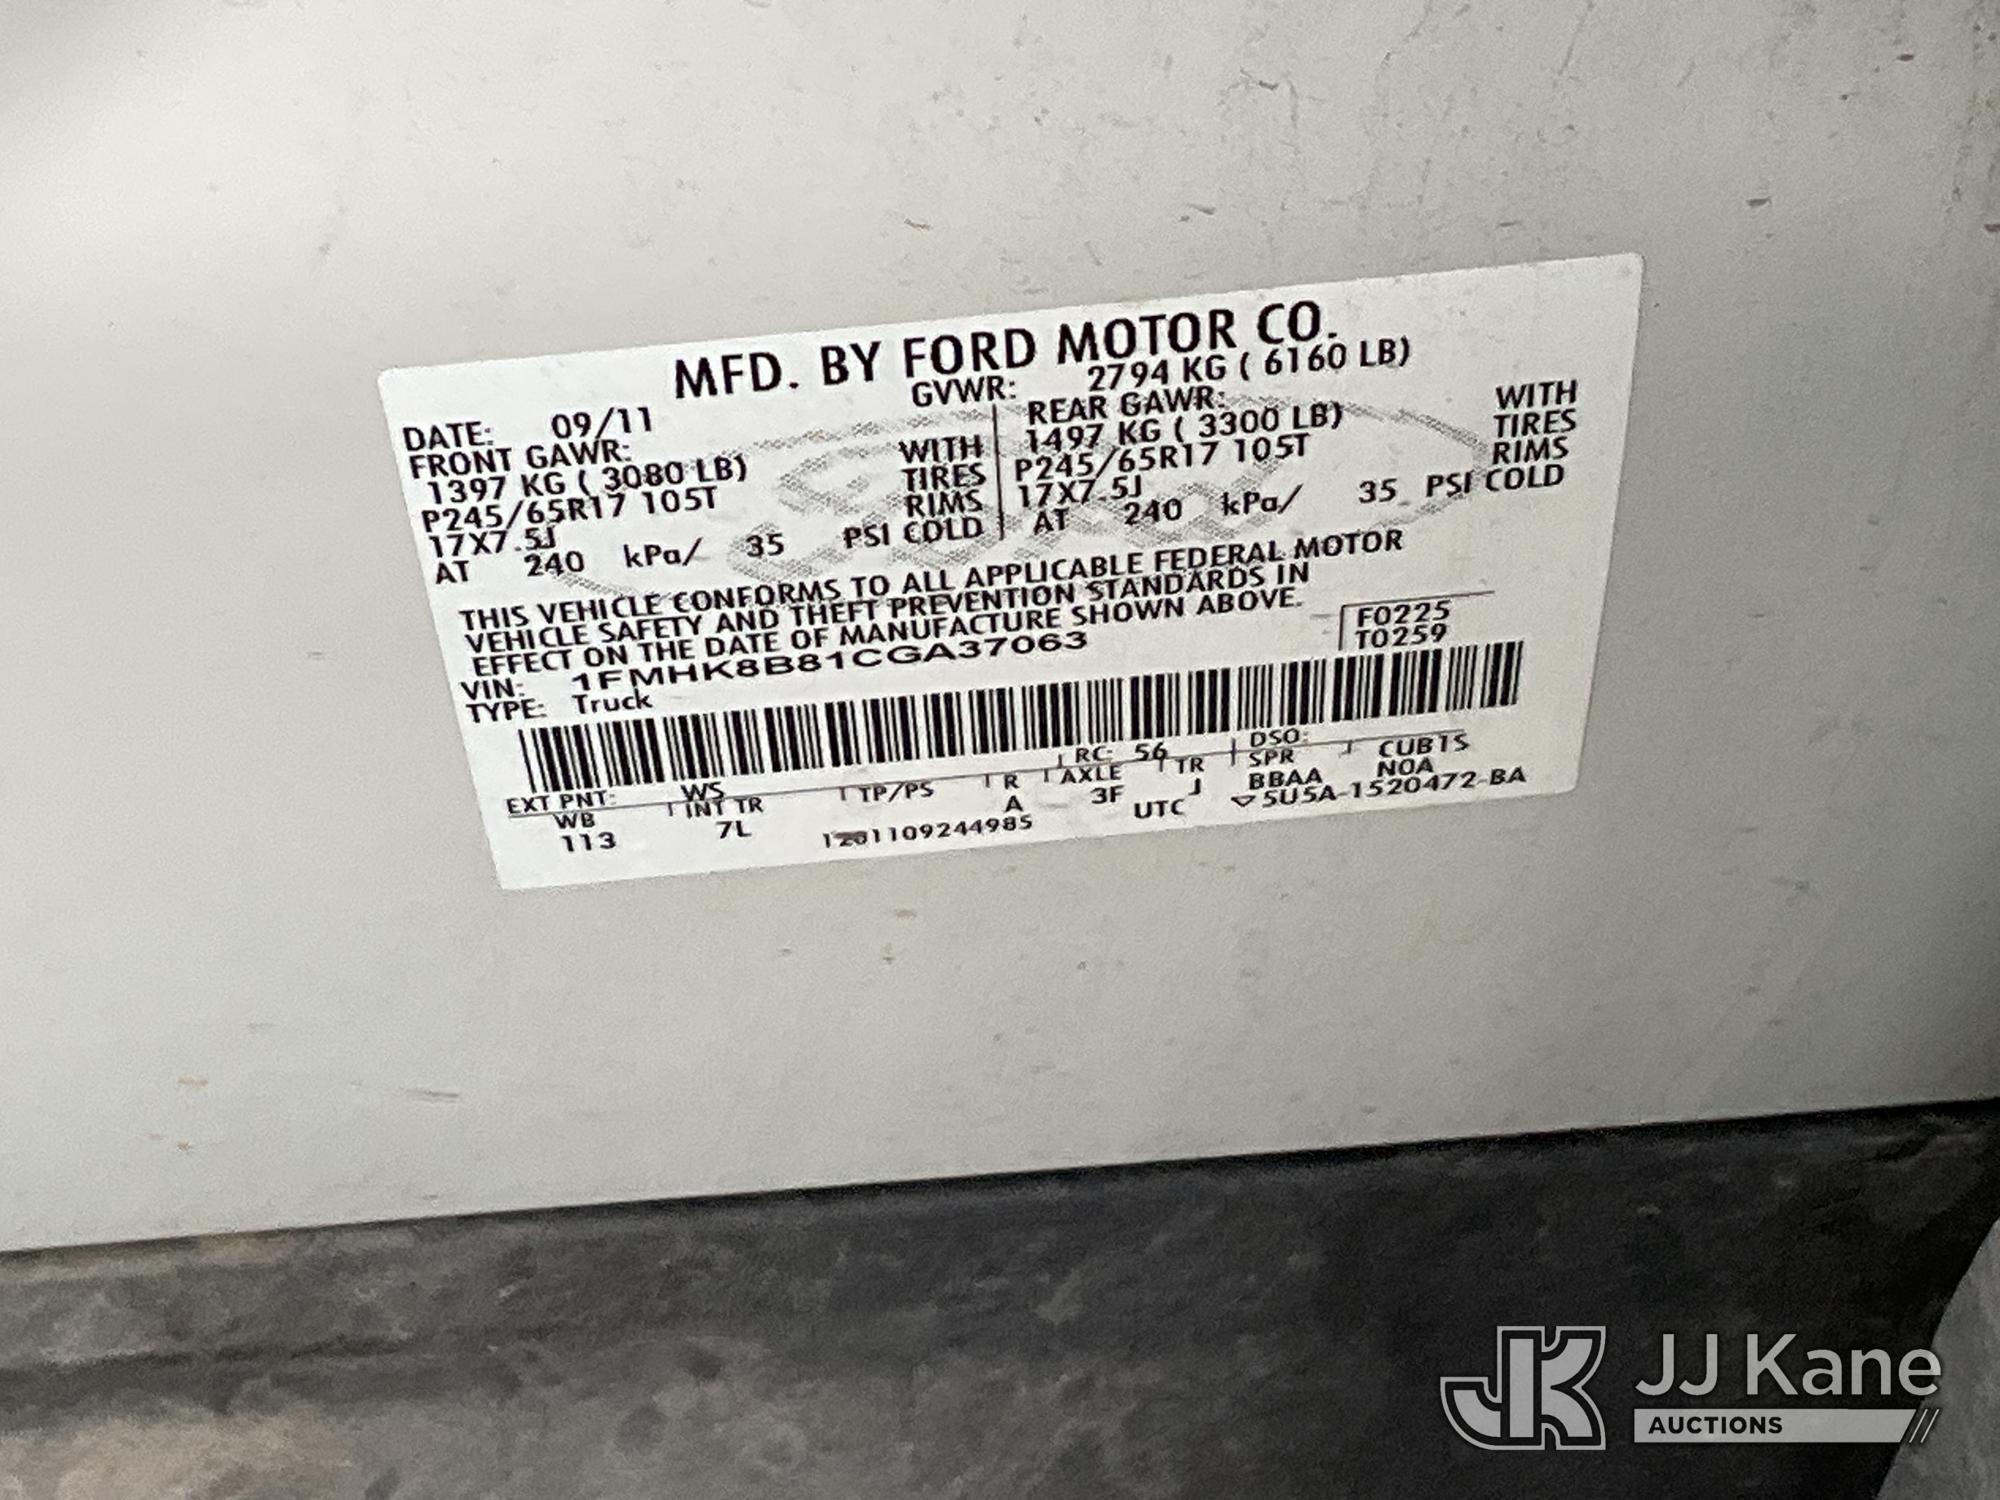 MFD. BY FORD MOTOR CO.
DATE: 09/11 GVWR: 2794 KG ( 6160 LB)
FRONT GAWR: REAR GAWR:
1397 KG ( 3080 LB) WITH 1497 KG ( 3300 LB) WITH
P245/65R17 105T TIRES P245/65R17 105T TIRES
17X7.5J RIMS 17X7.5J RIMS
AT 240 kPa/ 35 PSI COLD AT 240 kPa/ 35 PSI COLD
THIS VEHICLE CONFORMS TO ALL APPLICABLE FEDERAL MOTOR
VEHICLE SAFETY AND THEFT PREVENTION STANDARDS IN
EFFECT ON THE DATE OF MANUFACTURE SHOWN ABOVE.
VIN: 1FMHK8B81CGA37063 F0225
TYPE: Truck T0259
EXT PNT: WS RC: 56 DSO:
WB INT TR TP/PS R AXLE TR SPR CUB1S
113 7L A 3F J BBAA NOA
1201109244985 UTC ▽5U5A-1520472-BA
JK JJ Kane
AUCTIONS